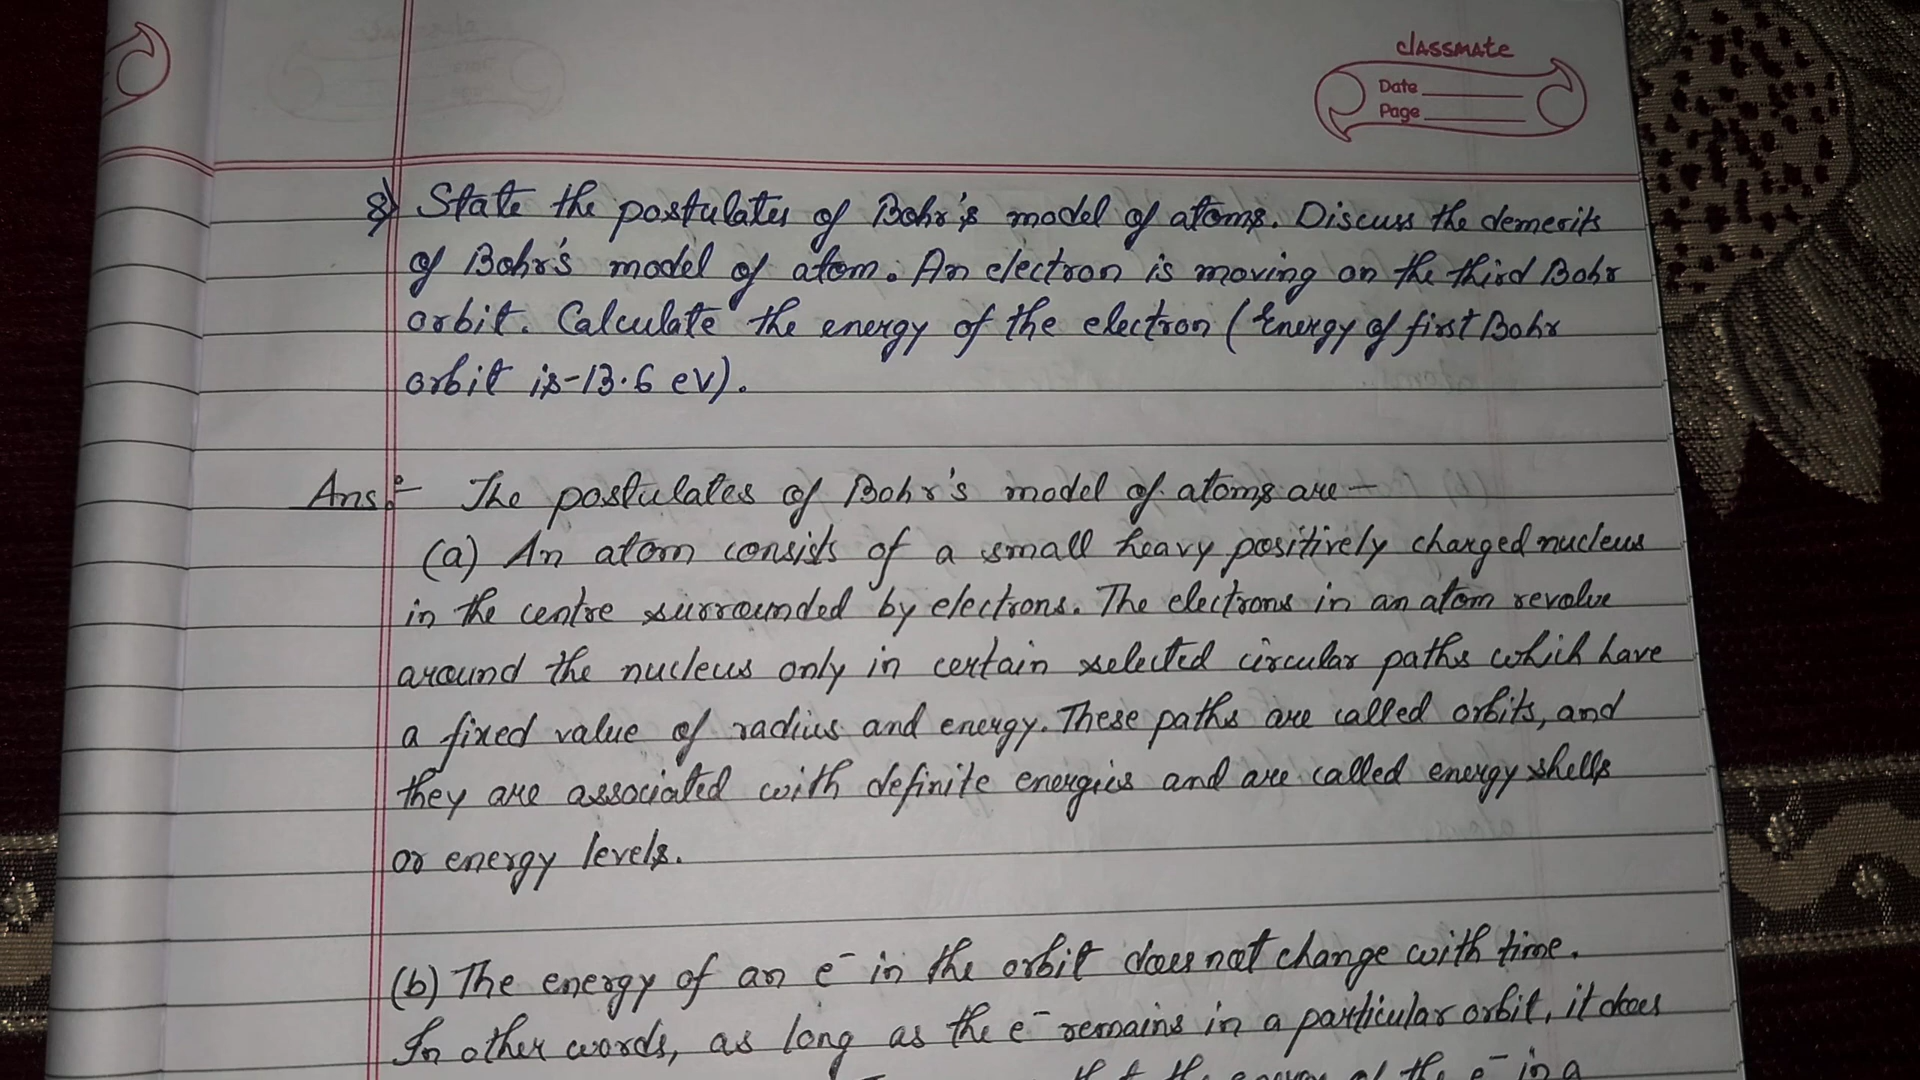 classmate
Date
Page
8) State the postulates of Bohr's model of atoms. Discuss the demerits
of Bohr's model of atom. An electron is moving on the third Bohr
orbit. Calculate the energy of the electron (Energy of first Bohr
orbit is -13.6 eV).
Ans:- The postulates of Bohr's model of atoms are -
(a) An atom consists of a small heavy positively charged nucleus
in the centre surrounded by electrons. The electrons in an atom revolve
around the nucleus only in certain selected circular paths which have
a fixed value of radius and energy. These paths are called orbits, and
they are associated with definite energies and are called energy shells
or energy levels.
(b) The energy of an e⁻ in the orbit does not change with time.
In other words, as long as the e⁻ remains in a particular orbit, it does
the e⁻ in a